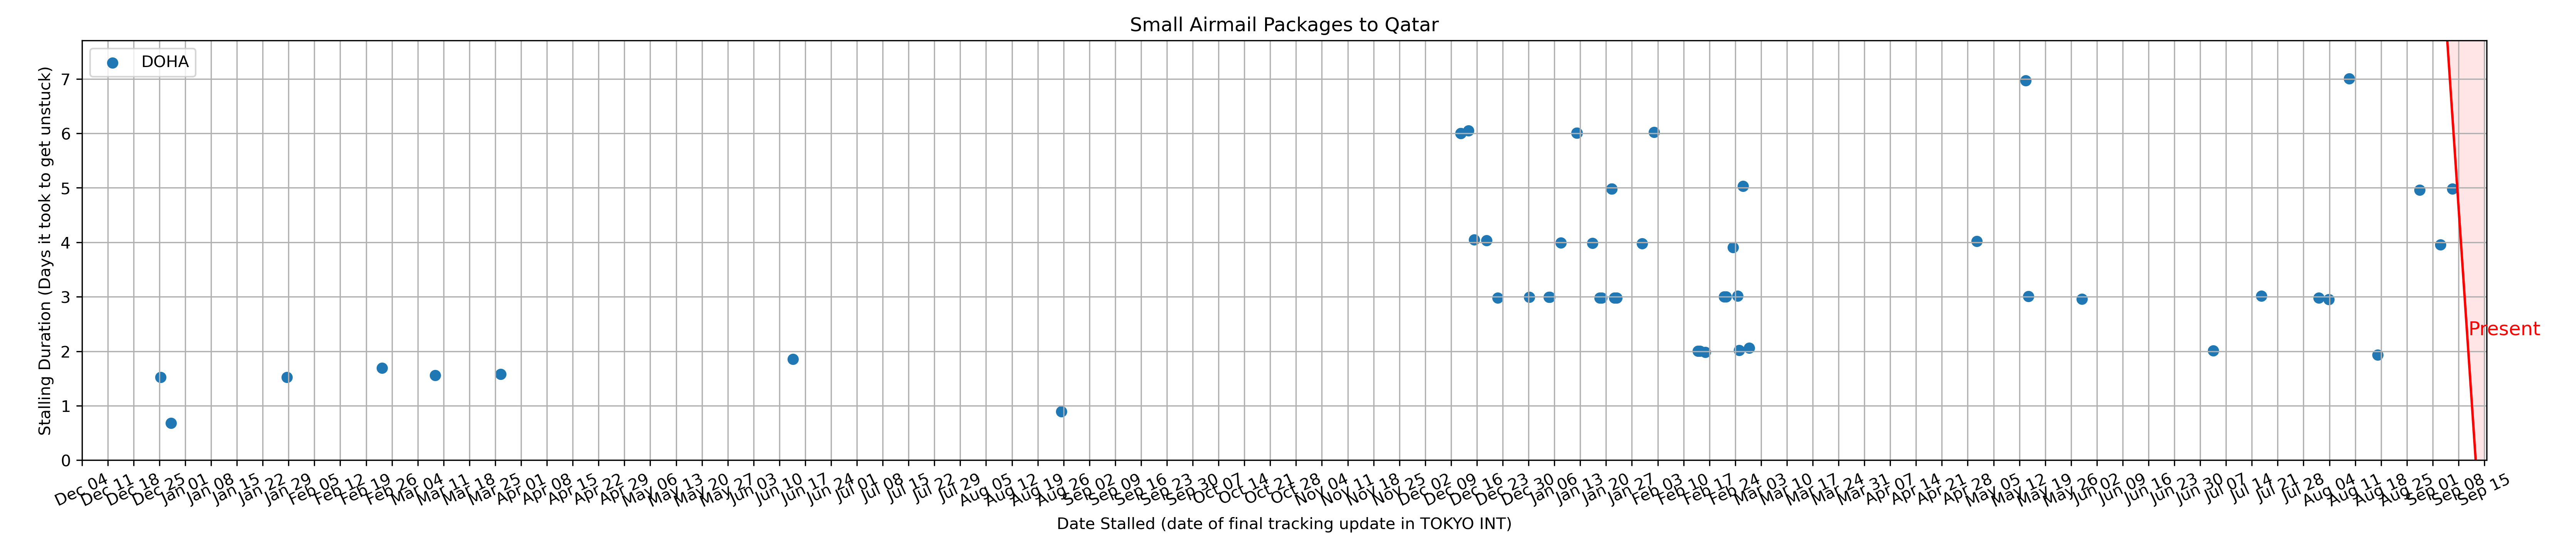 Small Airmail Packages to Qatar
DOHA
Stalling Duration (Days it took to get unstuck)
7
6
5
4
3
2
1
0
Present
Dec 04 Dec 11 Dec 18 Dec 25 Jan 01 Jan 08 Jan 15 Jan 22 Jan 29 Feb 05 Feb 12 Feb 19 Feb 26 Mar 04 Mar 11 Mar 18 Mar 25 Apr 01 Apr 08 Apr 15 Apr 22 Apr 29 May 06 May 13 May 20 May 27 Jun 03 Jun 10 Jun 17 Jun 24 Jul 01 Jul 08 Jul 15 Jul 22 Jul 29 Aug 05 Aug 12 Aug 19 Aug 26 Sep 02 Sep 09 Sep 16 Sep 23 Sep 30 Oct 07 Oct 14 Oct 21 Oct 28 Nov 04 Nov 11 Nov 18 Nov 25 Dec 02 Dec 09 Dec 16 Dec 23 Dec 30 Jan 06 Jan 13 Jan 20 Jan 27 Feb 03 Feb 10 Feb 17 Feb 24 Mar 03 Mar 10 Mar 17 Mar 24 Mar 31 Apr 07 Apr 14 Apr 21 Apr 28 May 05 May 12 May 19 May 26 Jun 02 Jun 09 Jun 16 Jun 23 Jun 30 Jul 07 Jul 14 Jul 21 Jul 28 Aug 04 Aug 11 Aug 18 Aug 25 Sep 01 Sep 08 Sep 15
Date Stalled (date of final tracking update in TOKYO INT)